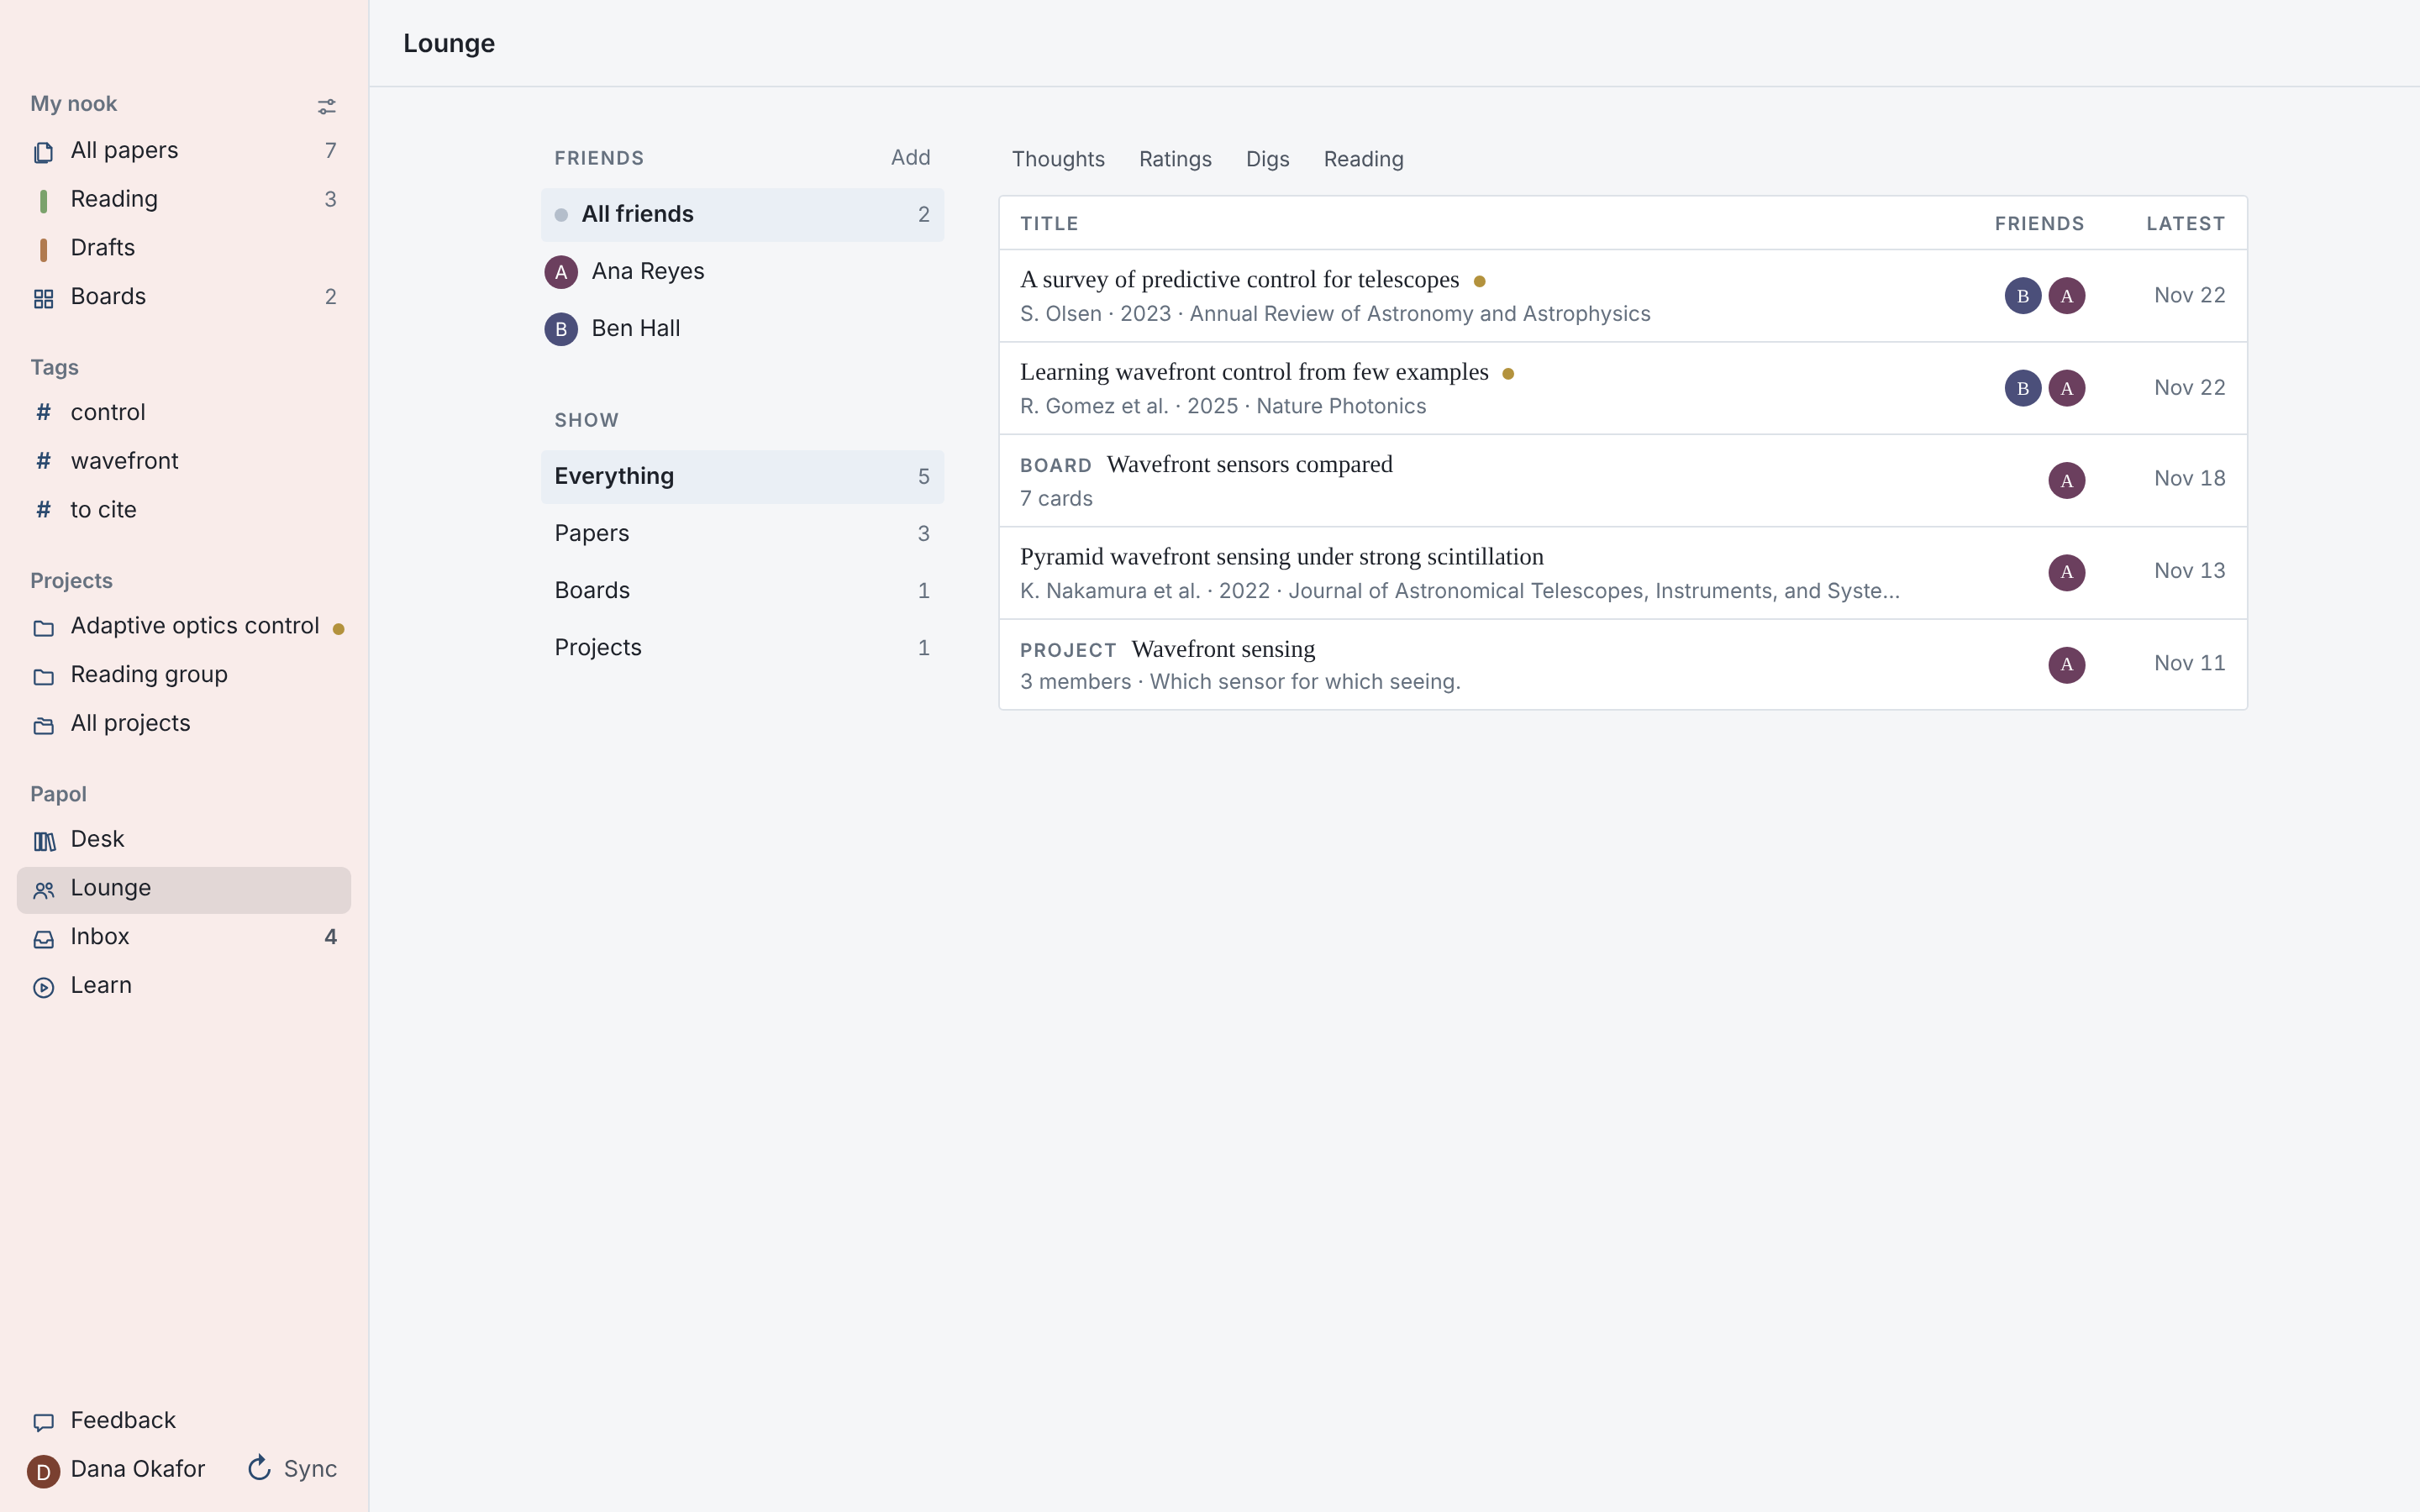 My nook
All papers 7
Reading 3
Drafts
Boards 2
Tags
# control
# wavefront
# to cite
Projects
Adaptive optics control
Reading group
All projects
Papol
Desk
Lounge
Inbox 4
Learn
Feedback
D Dana Okafor Sync
Lounge
FRIENDS Add
All friends 2
A Ana Reyes
B Ben Hall
SHOW
Everything 5
Papers 3
Boards 1
Projects 1
Thoughts Ratings Digs Reading
TITLE FRIENDS LATEST
A survey of predictive control for telescopes B A Nov 22
S. Olsen · 2023 · Annual Review of Astronomy and Astrophysics
Learning wavefront control from few examples B A Nov 22
R. Gomez et al. · 2025 · Nature Photonics
BOARD Wavefront sensors compared A Nov 18
7 cards
Pyramid wavefront sensing under strong scintillation A Nov 13
K. Nakamura et al. · 2022 · Journal of Astronomical Telescopes, Instruments, and Syste...
PROJECT Wavefront sensing A Nov 11
3 members · Which sensor for which seeing.